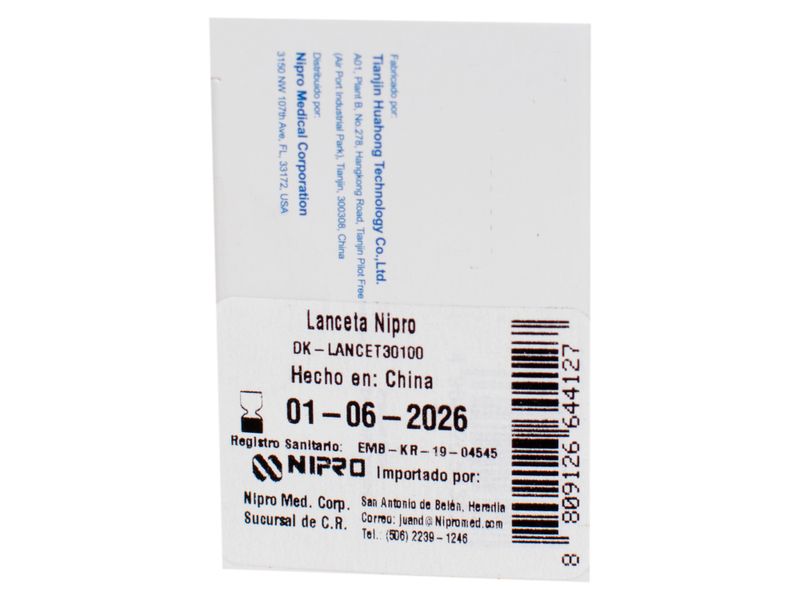 Fabricado por:
Tianjin Huahong Technology Co.,Ltd.
A01, Plant B, No.278, Hangkong Road, Tianjin Pilot Free
(Air Port Industrial Park), Tianjin, 300308, China
Distribuido por:
Nipro Medical Corporation
3150 NW 107th Ave, FL, 33172, USA
Lanceta Nipro
DK-LANCET30100
Hecho en: China
01-06-2026
Registro Sanitario: EMB-KR-19-04545
NIPRO Importado por:
Nipro Med. Corp.
Sucursal de C.R.
San Antonio de Belén, Heredia
Correo: juand@Nipromed.com
Tel.: (506) 2239-1246
8 809126 644127